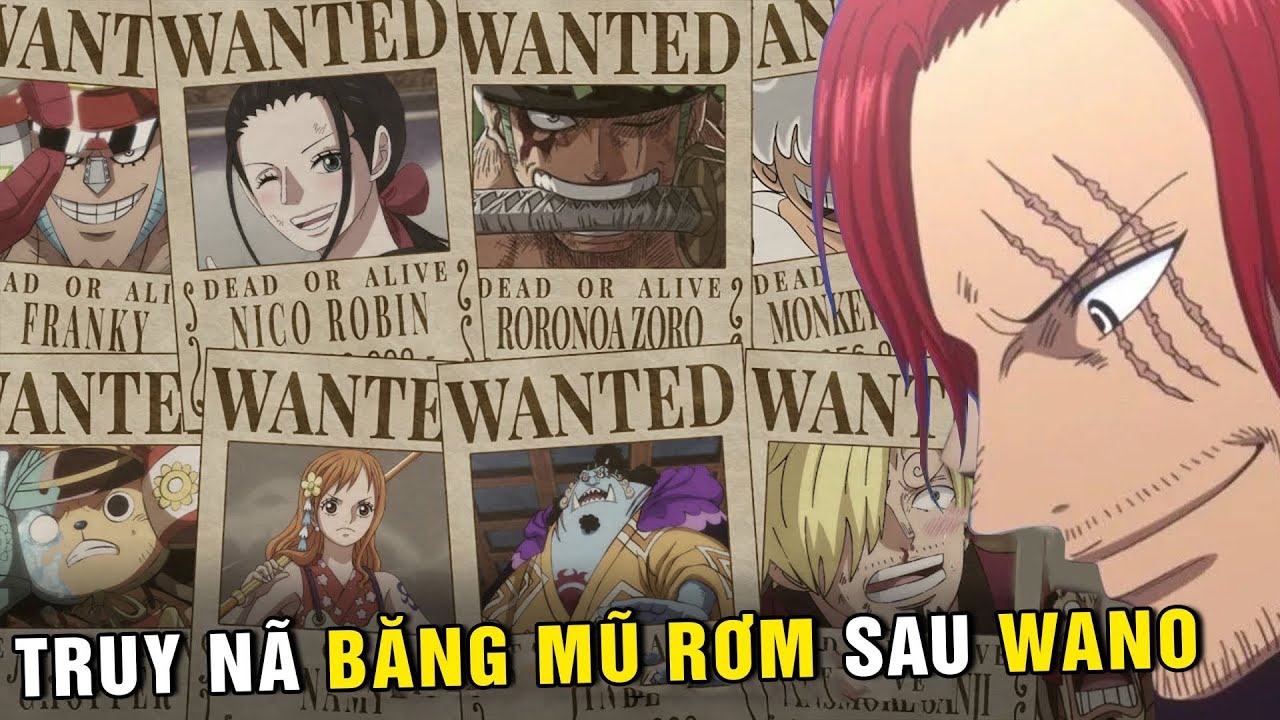 WANT
WANTED
WANTED
AN
DEAD OR ALI
FRANKY
DEAD OR ALIVE
NICO ROBIN
DEAD OR ALIVE
RORONOA ZORO
D
MONKEY
WANTE
WANTE
WANTED
WANT
TRUY NÃ BĂNG MŨ RƠM SAU WANO